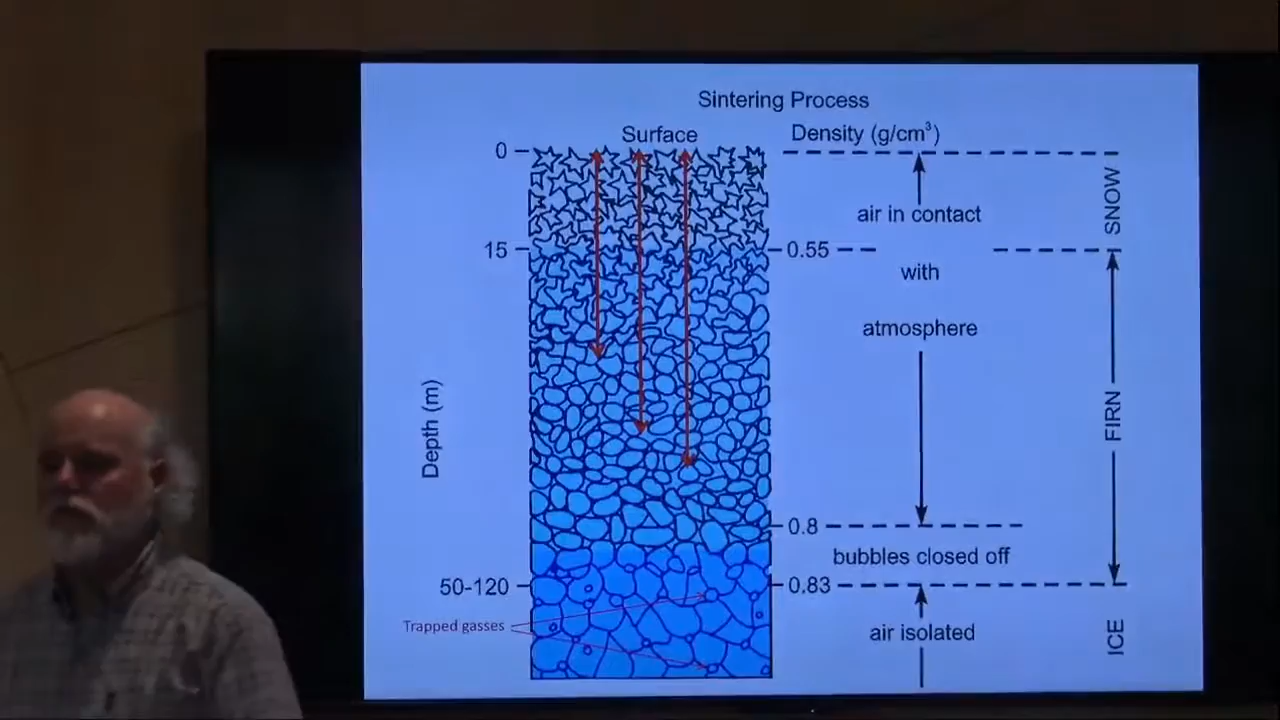 Sintering Process
Surface
Density (g/cm³)
0
air in contact
SNOW
15
0.55
with
atmosphere
Depth (m)
FIRN
0.8
bubbles closed off
50-120
0.83
Trapped gasses
air isolated
ICE